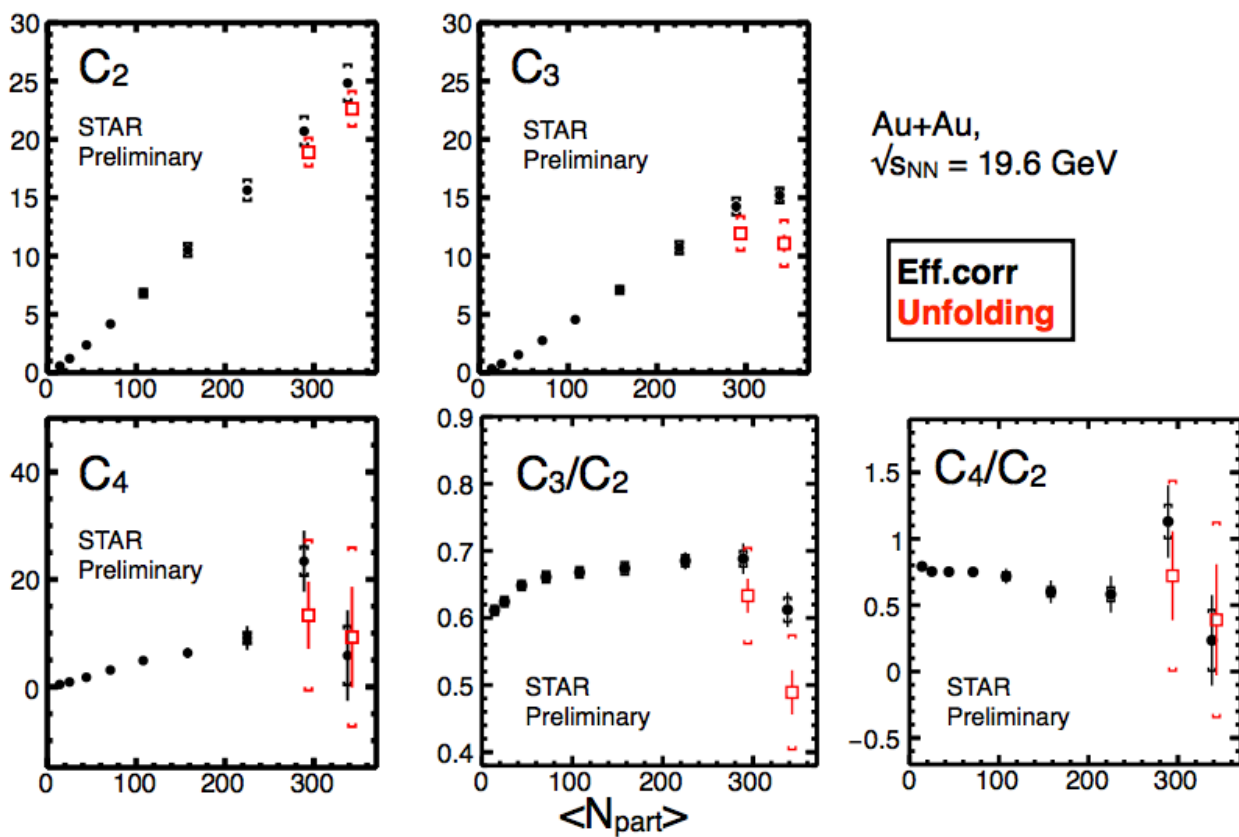 C2
STAR
Preliminary
30
25
20
15
10
5
0
0 100 200 300
C3
STAR
Preliminary
30
25
20
15
10
5
0
0 100 200 300
Au+Au,
√sNN = 19.6 GeV
Eff.corr
Unfolding
C4
STAR
Preliminary
40
20
0
0 100 200 300
C3/C2
STAR
Preliminary
0.9
0.8
0.7
0.6
0.5
0.4
0 100 200 300
C4/C2
STAR
Preliminary
1.5
1
0.5
0
−0.5
0 100 200 300
<Npart>